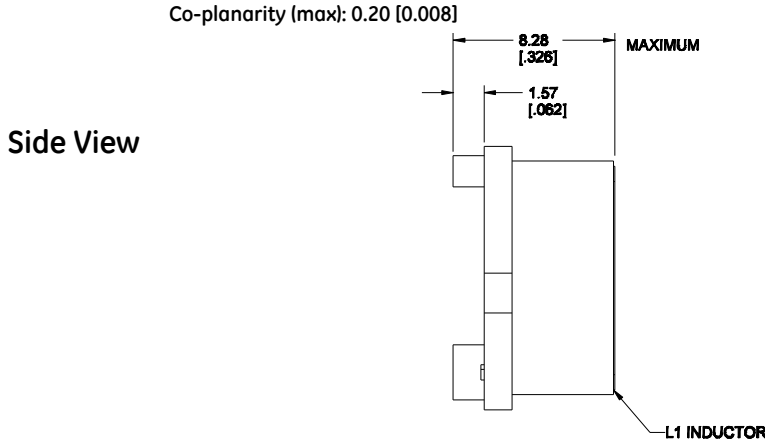 Co-planarity (max): 0.20 [0.008]
8.28
[.326]
MAXIMUM
1.57
[.062]
Side View
L1 INDUCTOR